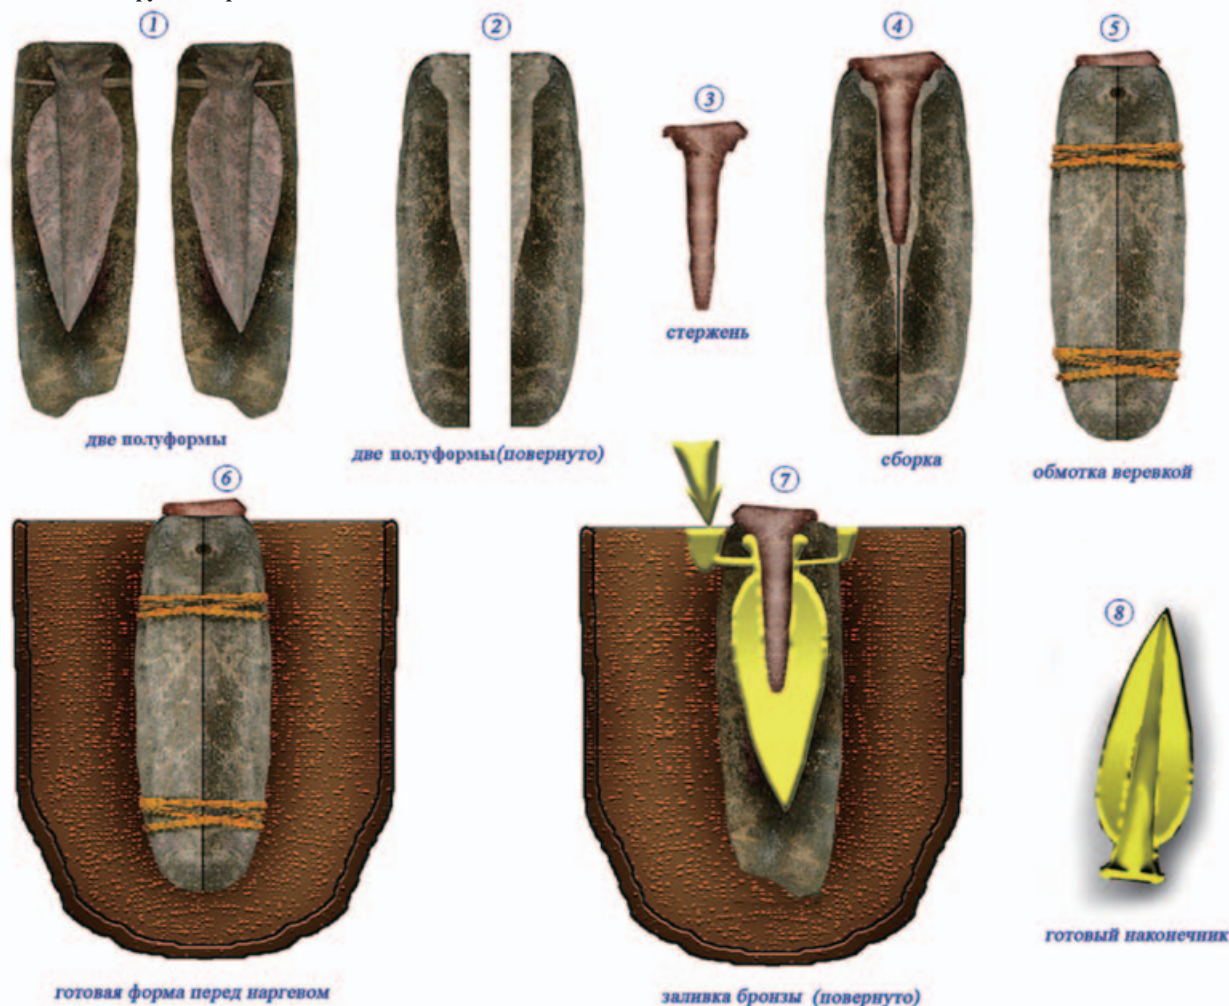 1
2
3
4
5
стержень
две полуформы
две полуформы(повернуто)
сборка
обмотка веревкой
6
7
8
готовый наконечник
готовая форма перед наргевом
заливка бронзы (повернуто)